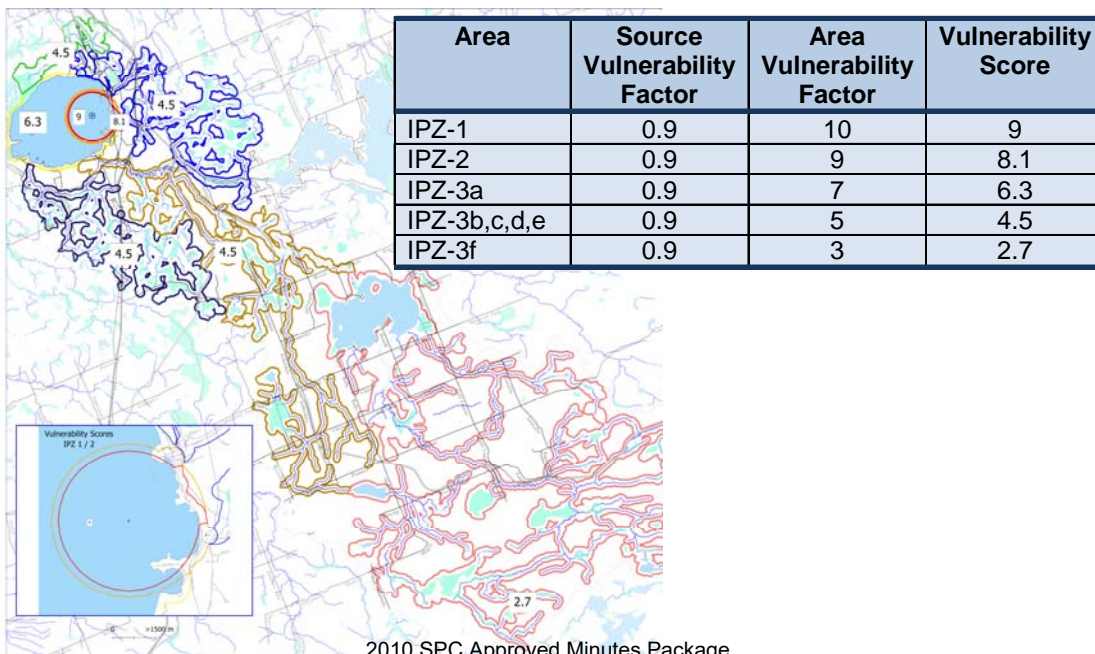 Area Source Vulnerability Factor Area Vulnerability Factor Vulnerability Score
IPZ-1 0.9 10 9
IPZ-2 0.9 9 8.1
IPZ-3a 0.9 7 6.3
IPZ-3b,c,d,e 0.9 5 4.5
IPZ-3f 0.9 3 2.7
4.5
4.5
6.3
9
8.1
4.5
4.5
2.7
Vulnerability Scores
IPZ 1 / 2
0 >1500 m
2010 SPC Approved Minutes Package